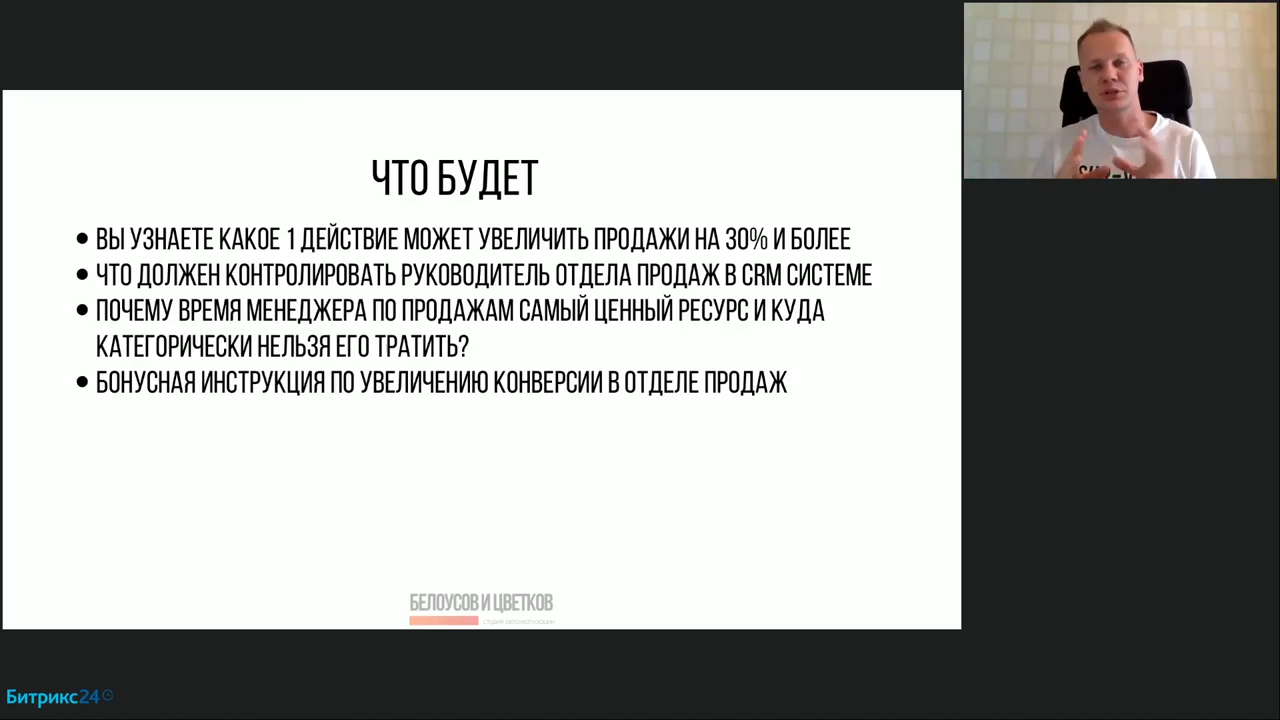 ЧТО БУДЕТ
• ВЫ УЗНАЕТЕ КАКОЕ 1 ДЕЙСТВИЕ МОЖЕТ УВЕЛИЧИТЬ ПРОДАЖИ НА 30% И БОЛЕЕ
• ЧТО ДОЛЖЕН КОНТРОЛИРОВАТЬ РУКОВОДИТЕЛЬ ОТДЕЛА ПРОДАЖ В CRM СИСТЕМЕ
• ПОЧЕМУ ВРЕМЯ МЕНЕДЖЕРА ПО ПРОДАЖАМ САМЫЙ ЦЕННЫЙ РЕСУРС И КУДА
КАТЕГОРИЧЕСКИ НЕЛЬЗЯ ЕГО ТРАТИТЬ?
• БОНУСНАЯ ИНСТРУКЦИЯ ПО УВЕЛИЧЕНИЮ КОНВЕРСИИ В ОТДЕЛЕ ПРОДАЖ
БЕЛОУСОВ И ЦВЕТКОВ
студия автоматизации
Битрикс24